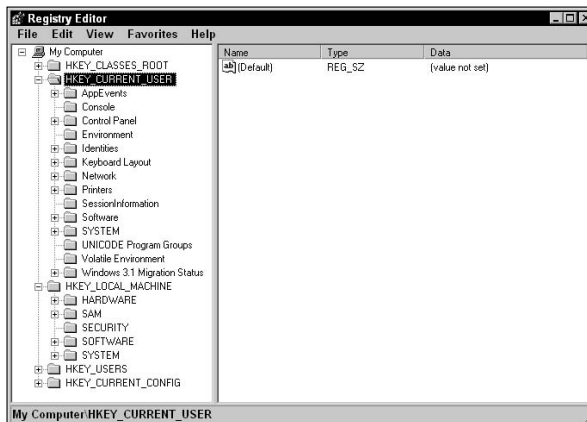 Registry Editor
File Edit View Favorites Help
My Computer
HKEY_CLASSES_ROOT
HKEY_CURRENT_USER
AppEvents
Console
Control Panel
Environment
Identities
Keyboard Layout
Network
Printers
SessionInformation
Software
SYSTEM
UNICODE Program Groups
Volatile Environment
Windows 3.1 Migration Status
HKEY_LOCAL_MACHINE
HARDWARE
SAM
SECURITY
SOFTWARE
SYSTEM
HKEY_USERS
HKEY_CURRENT_CONFIG
Name Type Data
ab (Default) REG_SZ (value not set)
My Computer\HKEY_CURRENT_USER